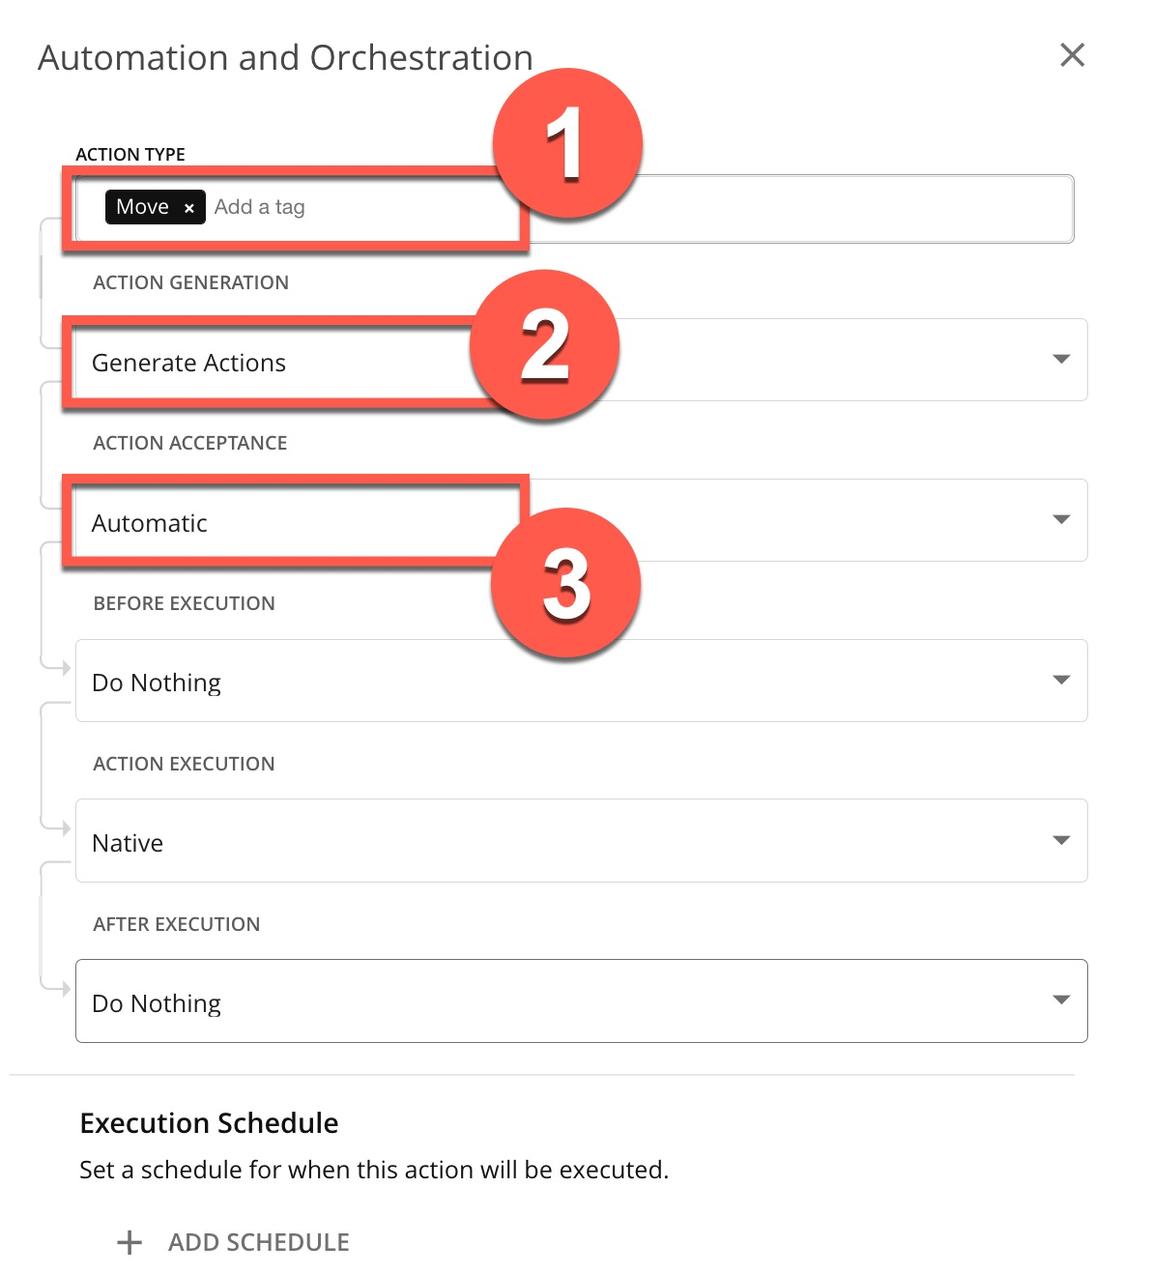 Automation and Orchestration
1
ACTION TYPE
Move × Add a tag
ACTION GENERATION
2
Generate Actions
ACTION ACCEPTANCE
Automatic
3
BEFORE EXECUTION
Do Nothing
ACTION EXECUTION
Native
AFTER EXECUTION
Do Nothing
Execution Schedule
Set a schedule for when this action will be executed.
+ ADD SCHEDULE